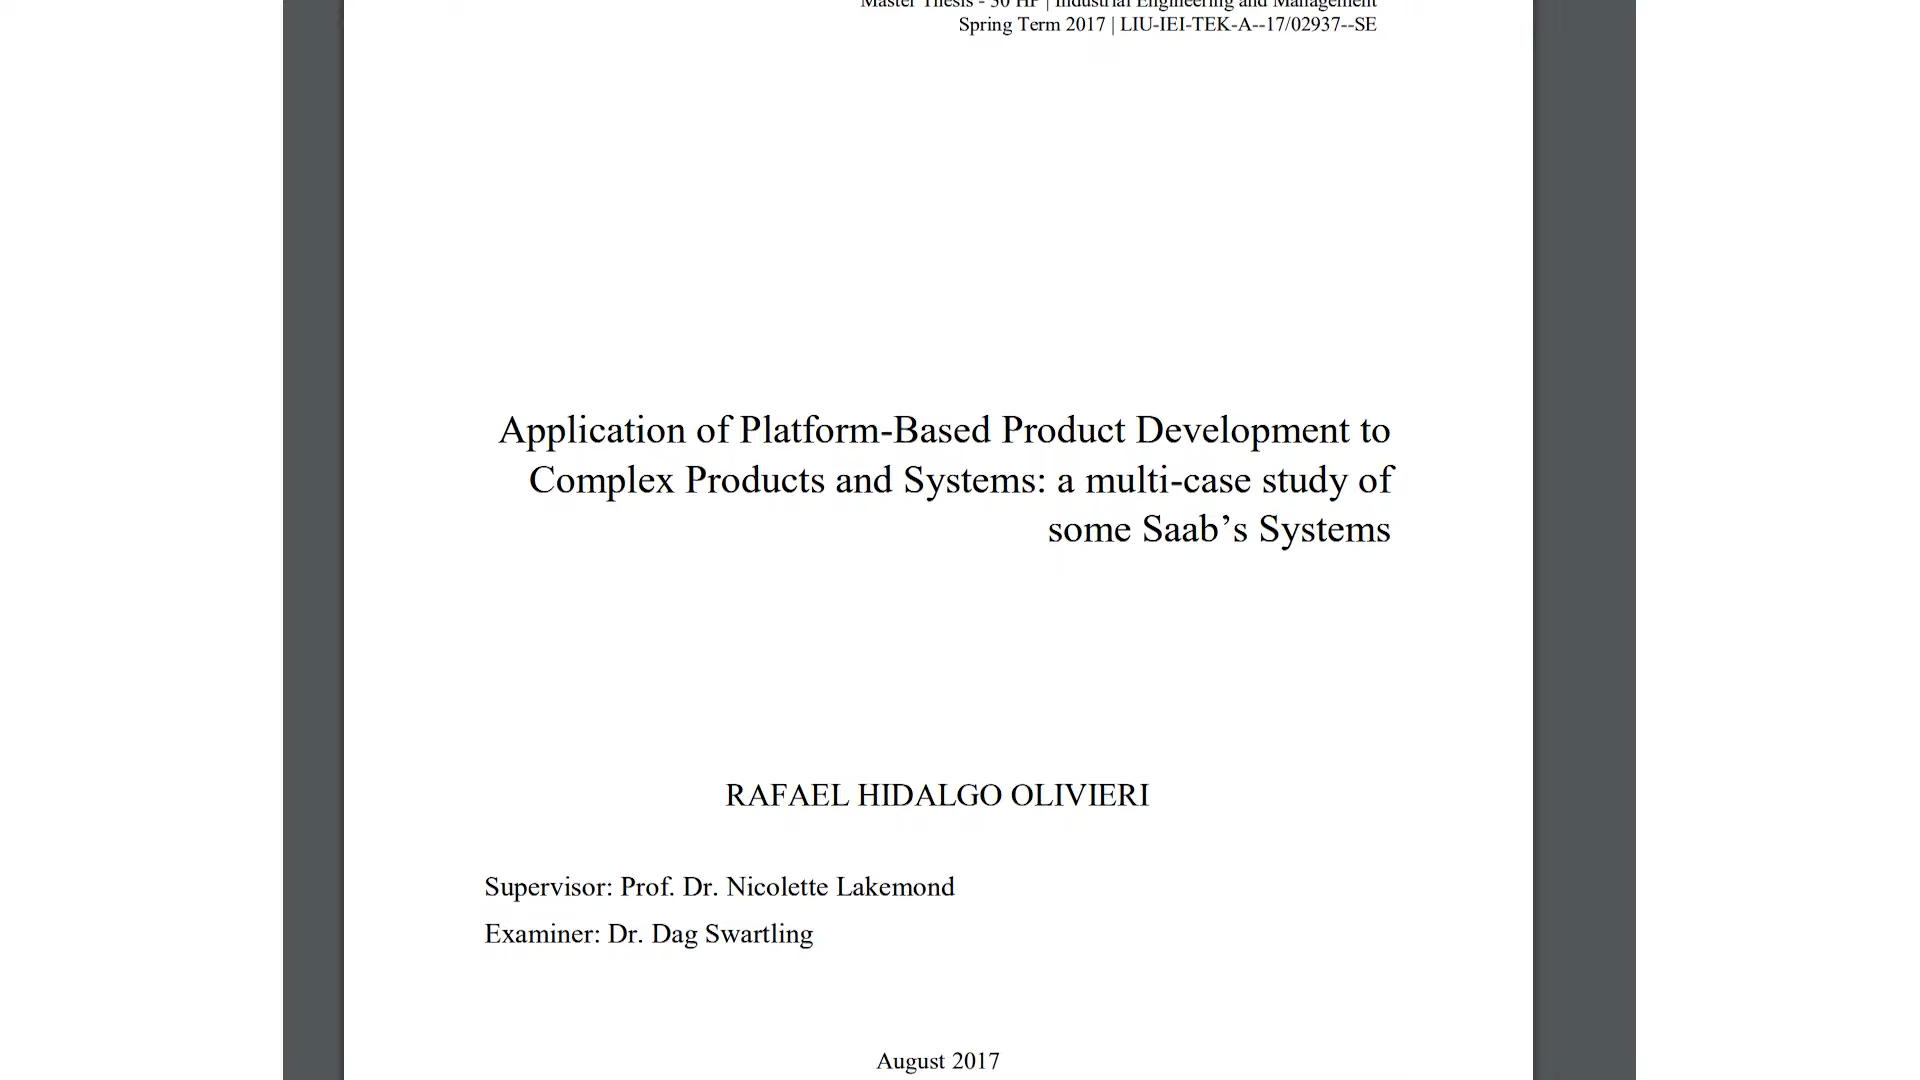 Master Thesis - 30 HP | Industrial Engineering and Management
Spring Term 2017 | LIU-IEI-TEK-A--17/02937--SE
Application of Platform-Based Product Development to
Complex Products and Systems: a multi-case study of
some Saab’s Systems
RAFAEL HIDALGO OLIVIERI
Supervisor: Prof. Dr. Nicolette Lakemond
Examiner: Dr. Dag Swartling
August 2017